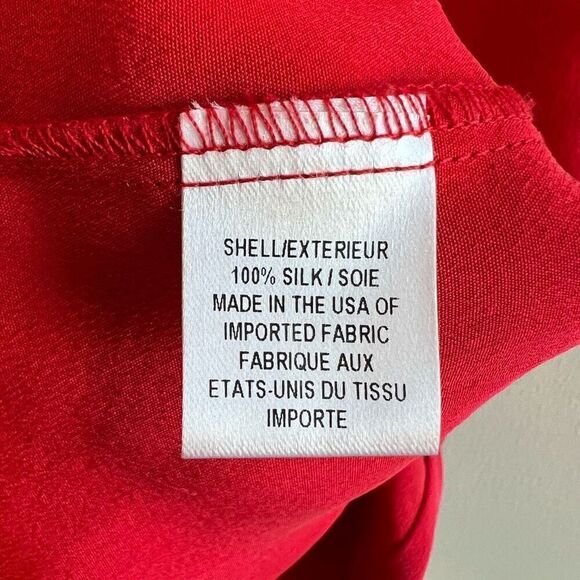 SHELL/EXTERIEUR
100% SILK / SOIE
MADE IN THE USA OF
IMPORTED FABRIC
FABRIQUE AUX
ETATS-UNIS DU TISSU
IMPORTE